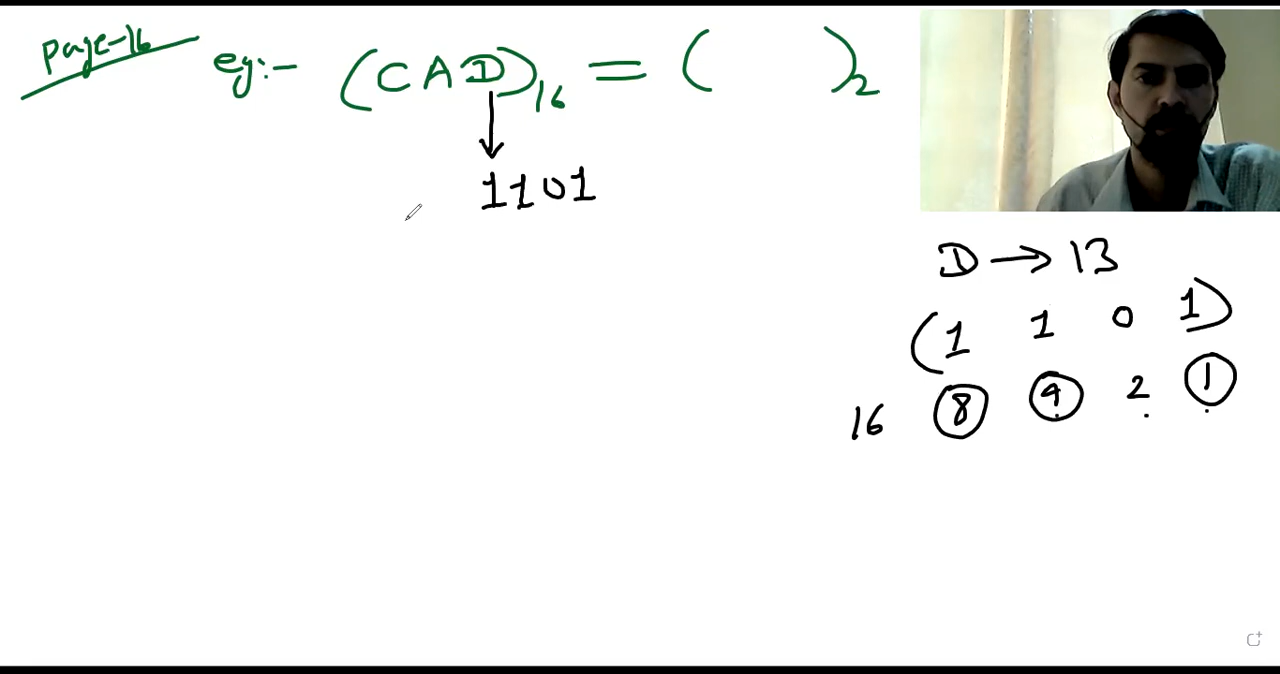 Page-16
eg:- (CAD)16 = ( )2
1101
D → 13
(1 1 0 1)
16 8 4 2 1